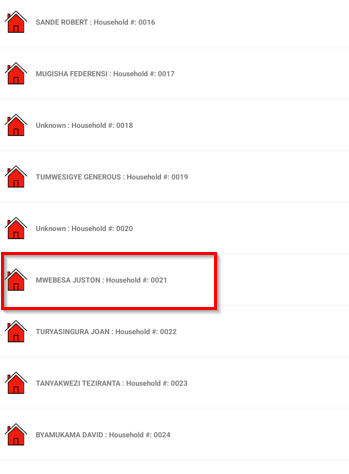 SANDE ROBERT : Household #: 0016
MUGISHA FEDERENSI : Household #: 0017
Unknown : Household #: 0018
TUMWESIGYE GENEROUS : Household #: 0019
Unknown : Household #: 0020
MWEBESA JUSTON : Household #: 0021
TURYASINGURA JOAN : Household #: 0022
TANYAKWEZI TEZIRANTA : Household #: 0023
BYAMUKAMA DAVID : Household #: 0024